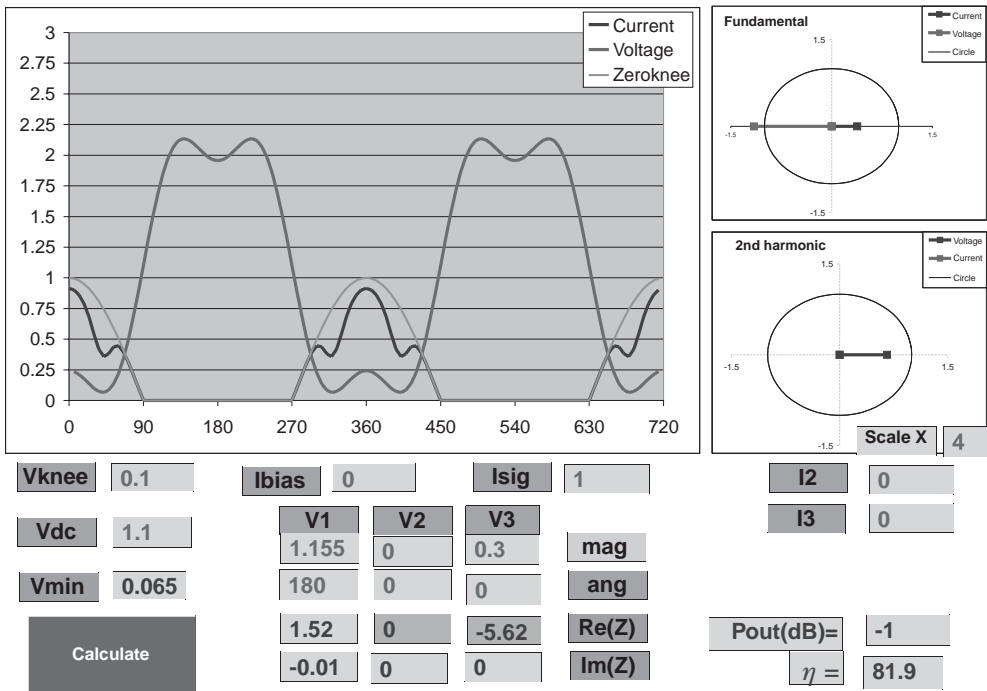 3
2.75
2.5
2.25
2
1.75
1.5
1.25
1
0.75
0.5
0.25
0
0 90 180 270 360 450 540 630 720
Current
Voltage
Zeroknee
Fundamental
Current
Voltage
Circle
1.5
-1.5 1.5
-1.5
2nd harmonic
Voltage
Current
Circle
1.5
-1.5 1.5
-1.5
Scale X 4
Vknee 0.1 Ibias 0 Isig 1 I2 0
Vdc 1.1 V1 V2 V3 I3 0
1.155 0 0.3 mag
Vmin 0.065 180 0 0 ang
Calculate 1.52 0 -5.62 Re(Z) Pout(dB)= -1
-0.01 0 0 Im(Z) η = 81.9